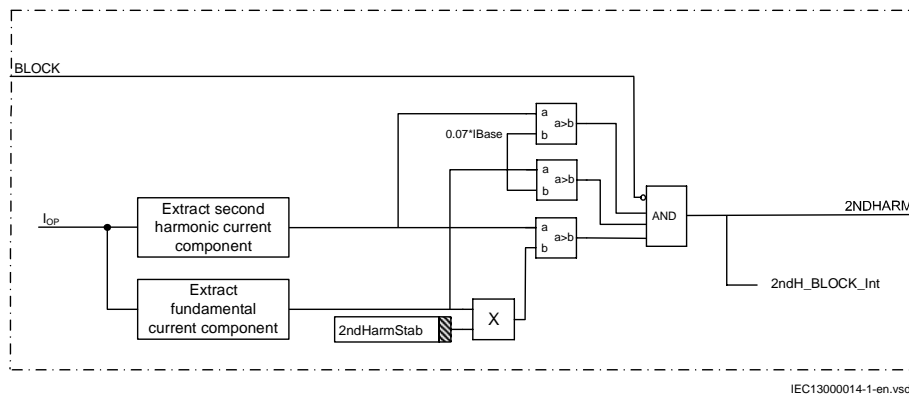 BLOCK
a
a>b
b
0.07*IBase
a
a>b
b
Extract second
harmonic current
component
IOP
a
a>b
b
AND
2NDHARM
2ndH_BLOCK_Int
Extract
fundamental
current component
X
2ndHarmStab
IEC13000014-1-en.vsd